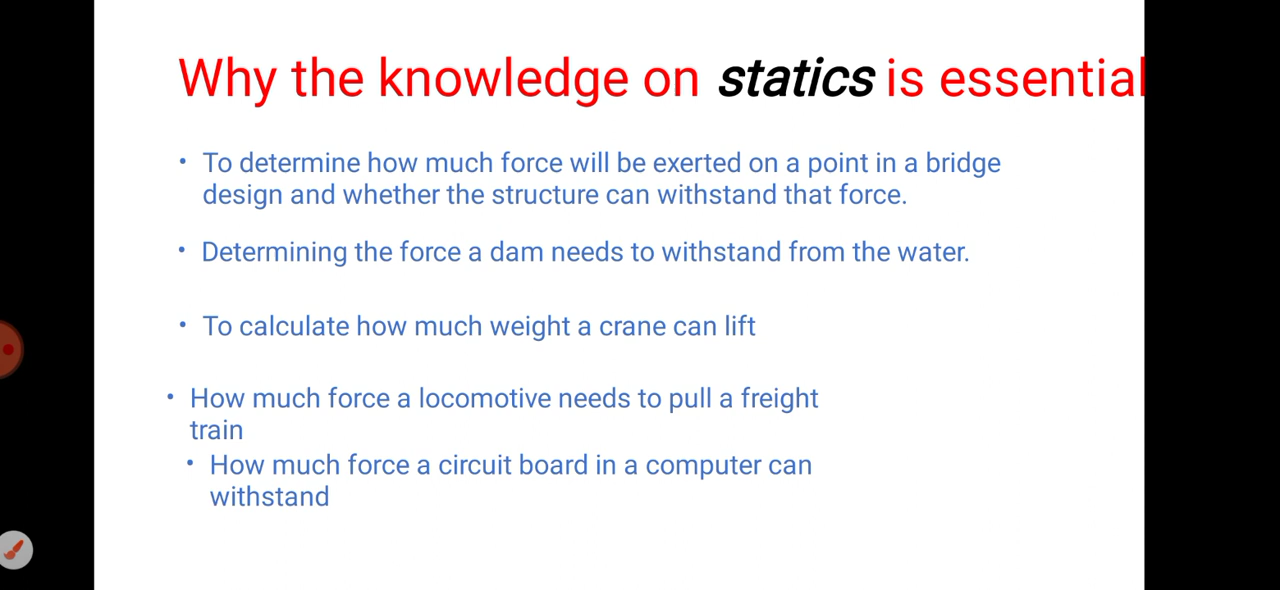 Why the knowledge on statics is essential
• To determine how much force will be exerted on a point in a bridge
design and whether the structure can withstand that force.
• Determining the force a dam needs to withstand from the water.
• To calculate how much weight a crane can lift
• How much force a locomotive needs to pull a freight
train
• How much force a circuit board in a computer can
withstand